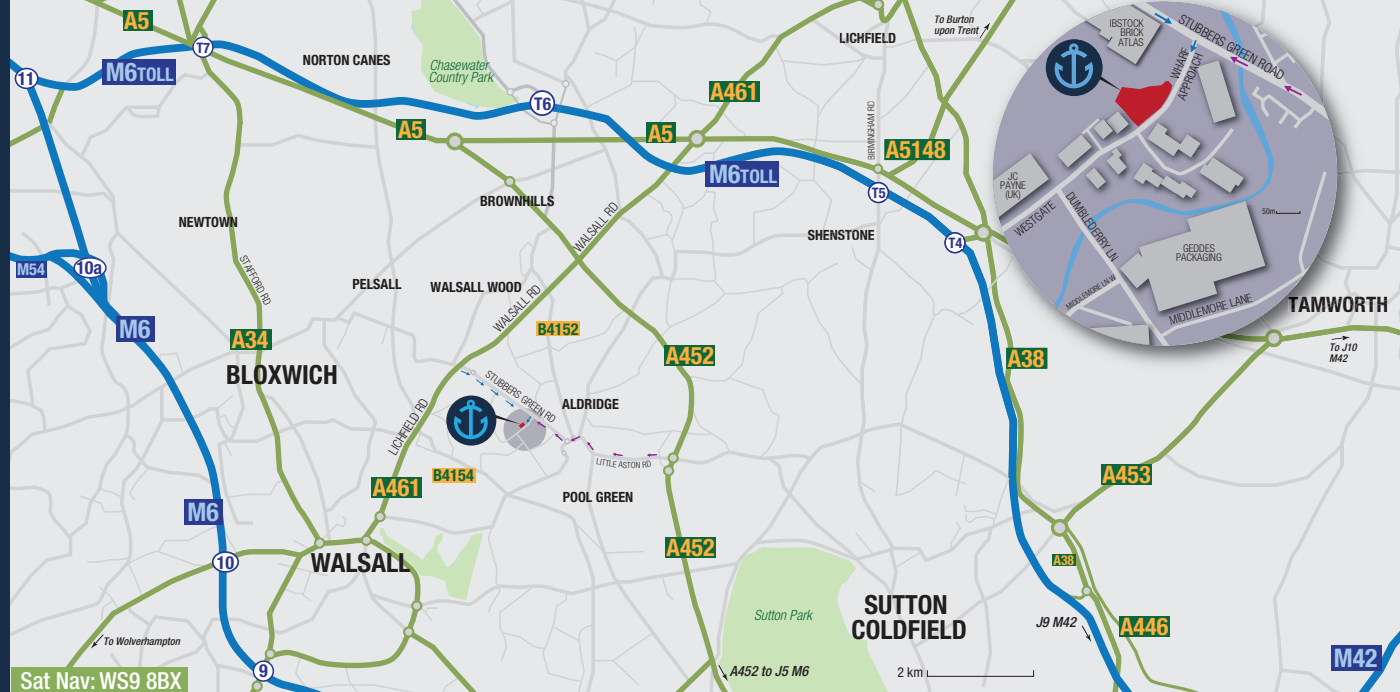 A5
T7
NORTON CANES
11
M6TOLL
Chasewater
Country Park
T6
A5
A5
A461
LICHFIELD
To Burton
upon Trent
BIRMINGHAM RD
A5148
M6TOLL
T5
T4
BROWNHILLS
WALSALL RD
SHENSTONE
NEWTOWN
STAFFORD RD
M54
10a
M6
PELSALL
WALSALL WOOD
WALSALL RD
B4152
A34
BLOXWICH
A452
A38
STUBBERS GREEN RD
ALDRIDGE
LICHFIELD RD
LITTLE ASTON RD
B4154
A461
POOL GREEN
M6
10
WALSALL
A452
A453
A38
Sutton Park
SUTTON
COLDFIELD
J9 M42
A446
To Wolverhampton
9
Sat Nav: WS9 8BX
A452 to J5 M6
2 km
M42
TAMWORTH
To J10
M42
IBSTOCK
BRICK
ATLAS
STUBBERS GREEN ROAD
WHARF
APPROACH
JC
PAYNE
(UK)
WESTGATE
DUMBLEDERRY LN
50m
GEDDES
PACKAGING
MIDDLEMORE LN W
MIDDLEMORE LANE